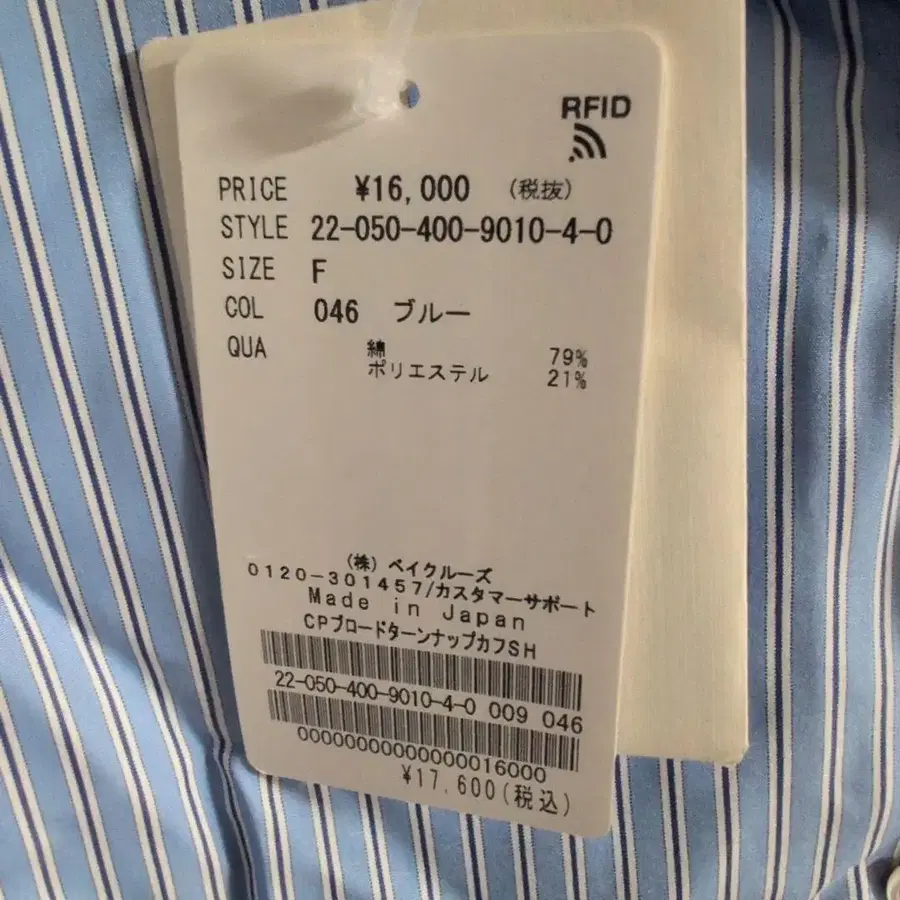 RFID
PRICE ¥16,000 (税抜)
STYLE 22-050-400-9010-4-0
SIZE F
COL 046 ブルー
QUA 綿 79%
ポリエステル 21%
(株) ベイクルーズ
0120-301457/カスタマーサポート
Made in Japan
CPブロードターンナップカフSH
22-050-400-9010-4-0 009 046
0000000000000000016000
¥17,600(税込)